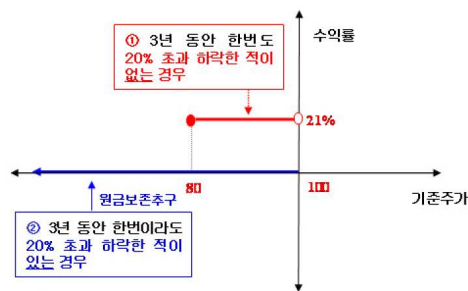 ① 3년 동안 한번도
20% 초과 하락한 적이
없는 경우
수익률
21%
80
100
기준주가
원금보존추구
② 3년 동안 한번이라도
20% 초과 하락한 적이
있는 경우